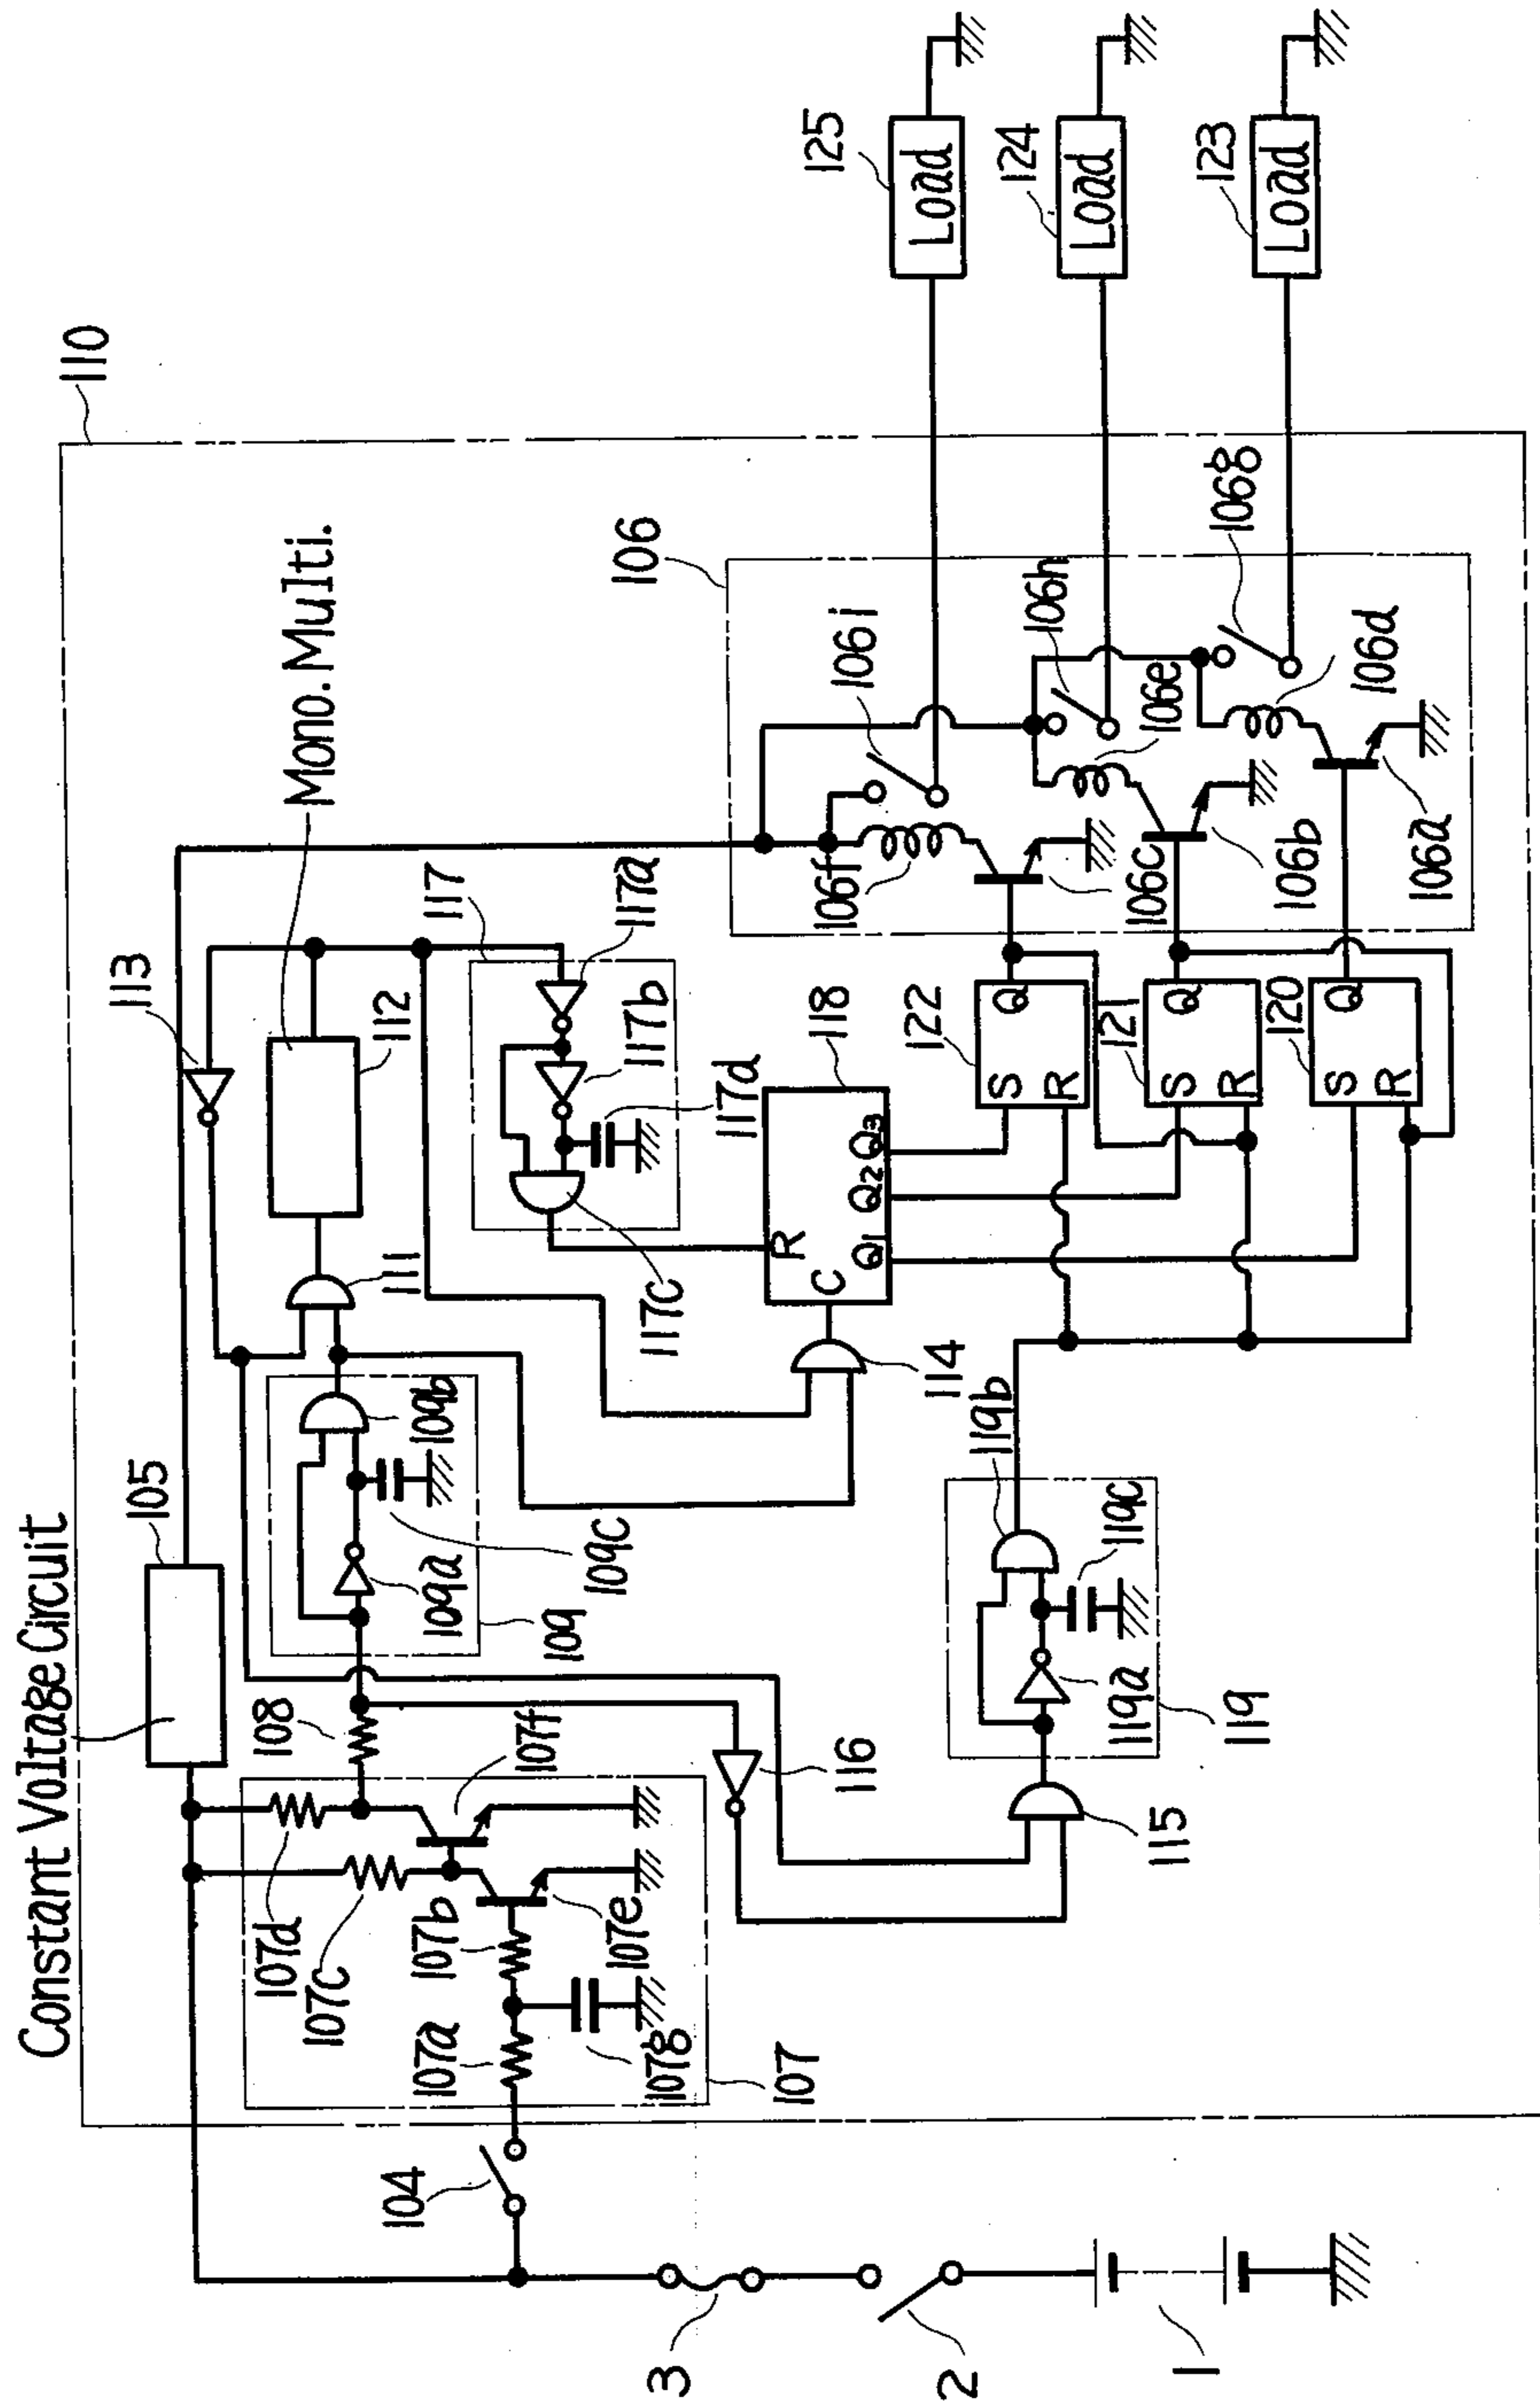 Constant Voltage Circuit
105
110
Mono. Multi.
113
112
111
108
109
109a
109b
109c
107
107a
107b
107c
107d
107e
107f
107g
104
3
2
1
117
117a
117b
117c
117d
118
R
C
Q1
Q2
Q3
114
115
116
119
119a
119b
119c
122
S
R
Q
121
S
R
Q
120
S
R
Q
106
106a
106b
106c
106d
106e
106f
106g
106h
106i
125
Load
124
Load
123
Load